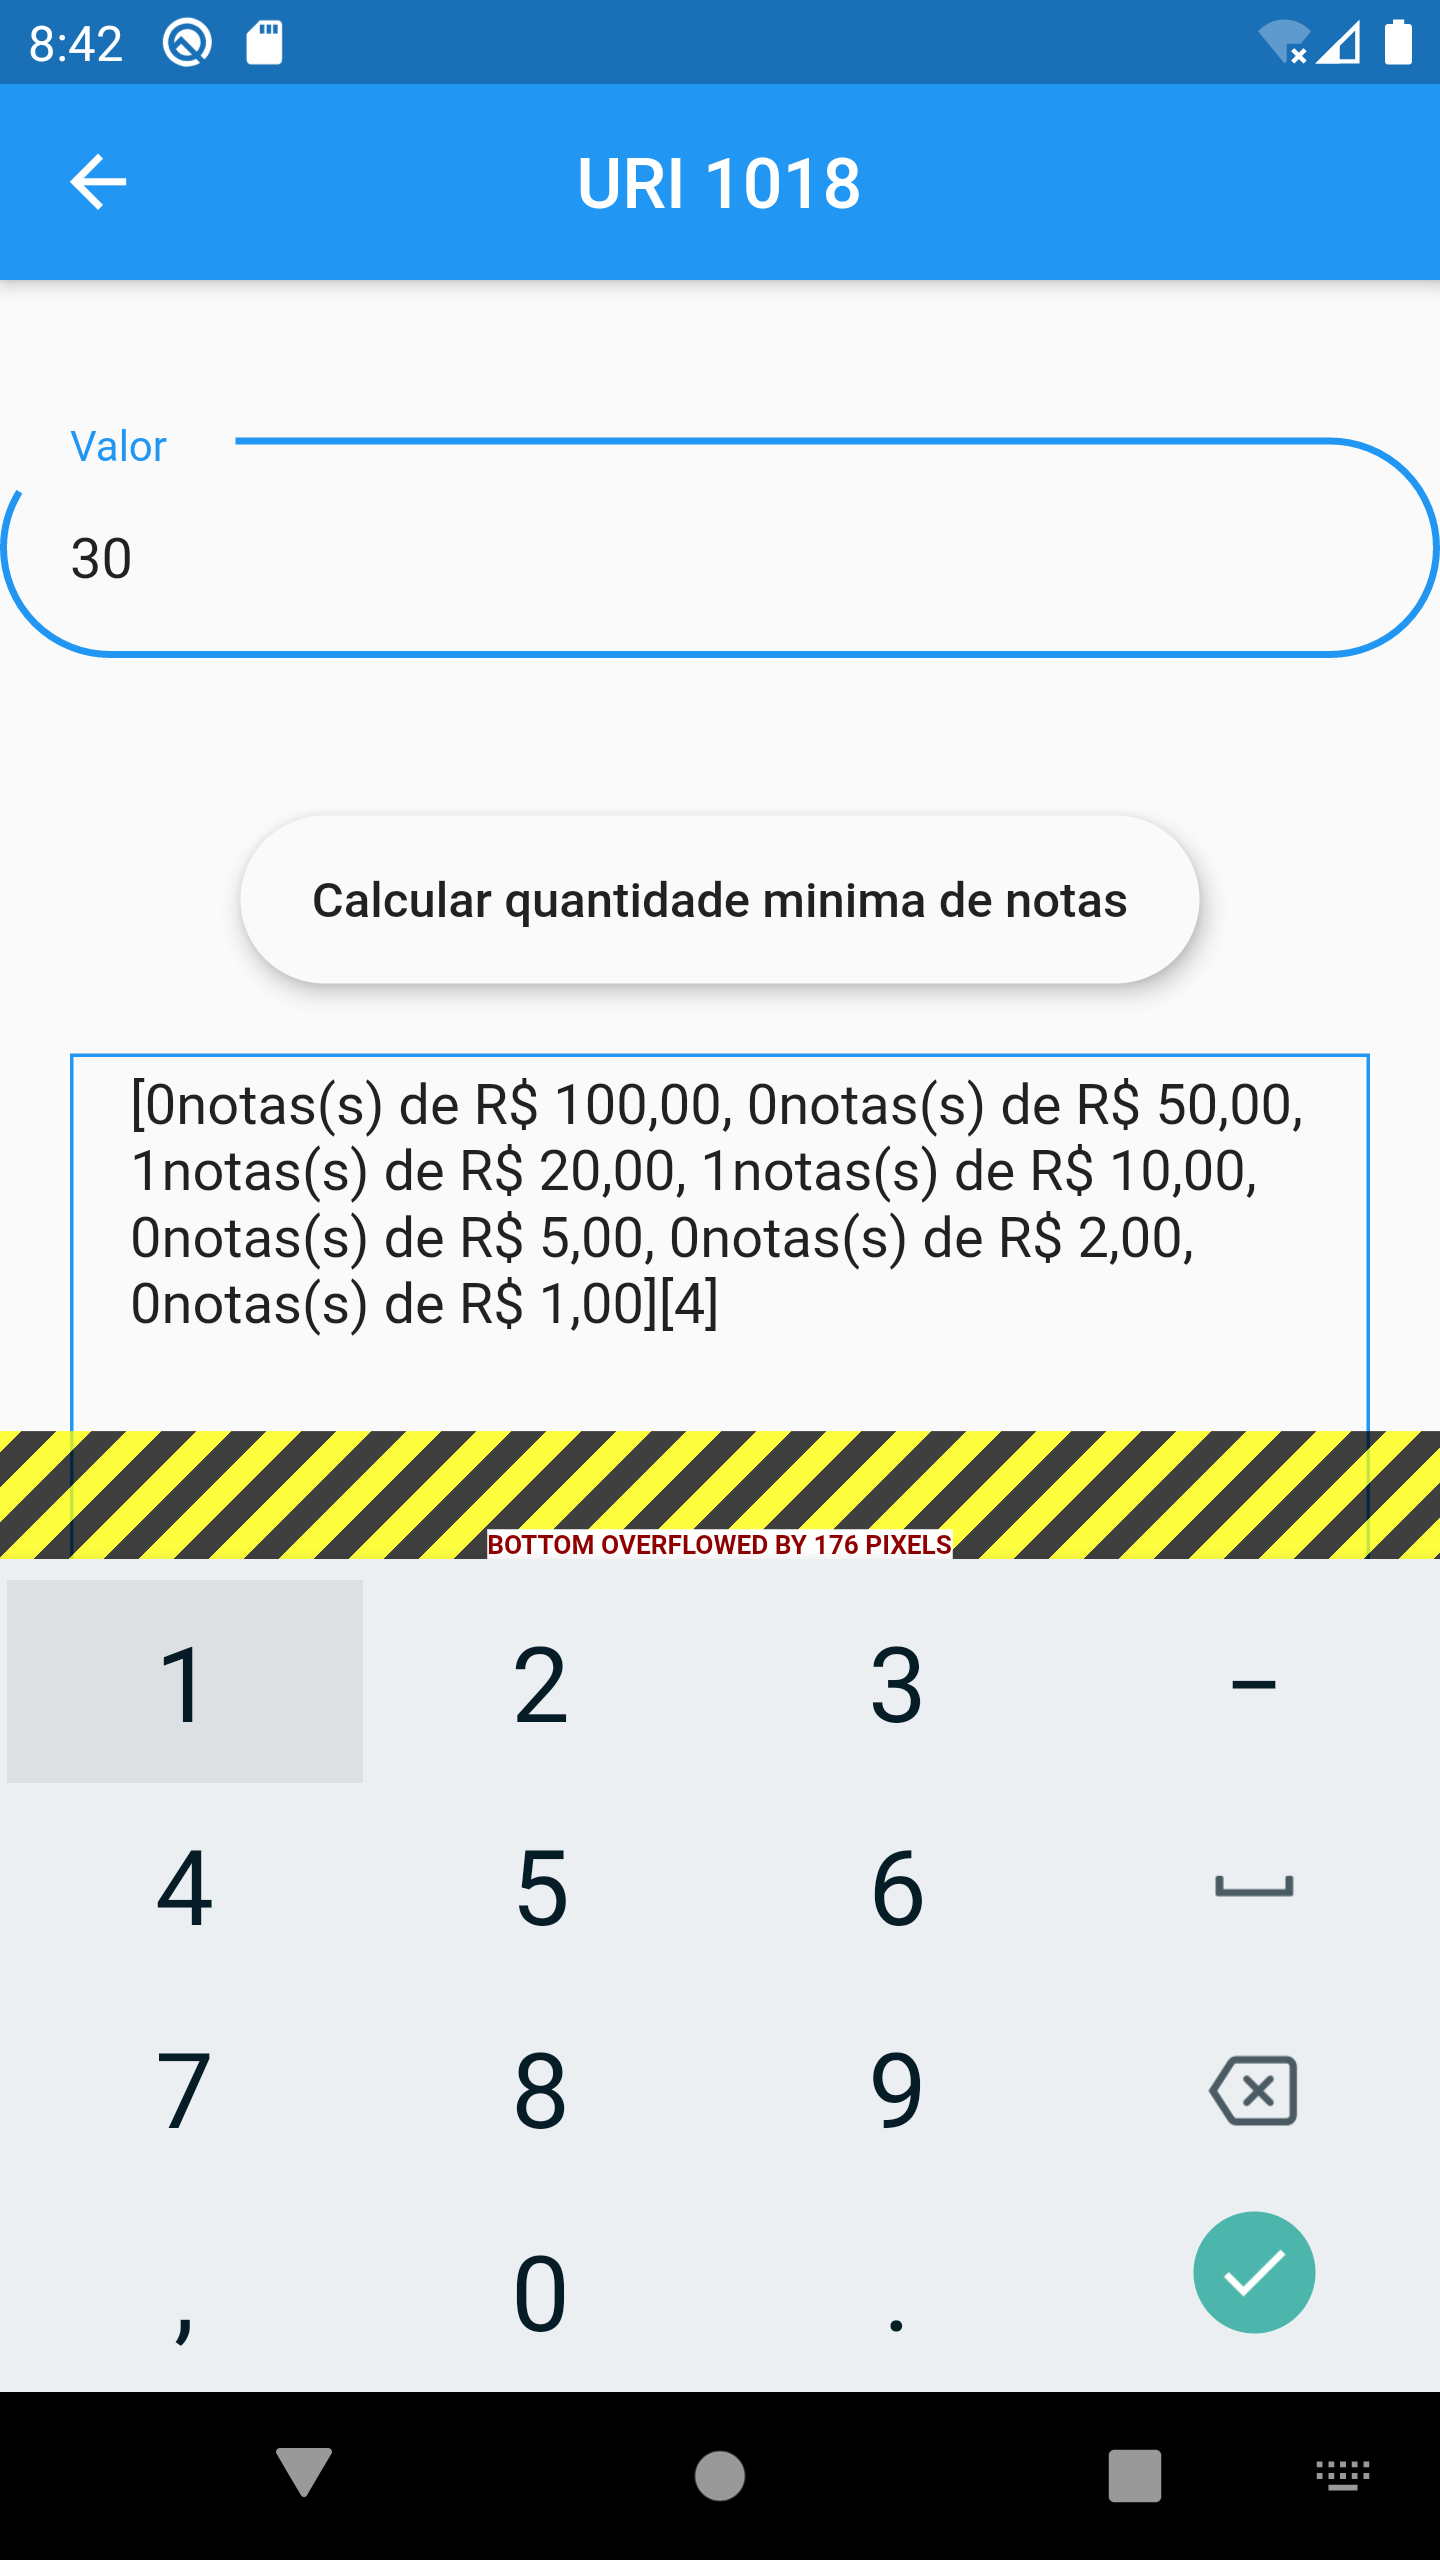 8:42
URI 1018
Valor
30
Calcular quantidade minima de notas
[0notas(s) de R$ 100,00, 0notas(s) de R$ 50,00,
1notas(s) de R$ 20,00, 1notas(s) de R$ 10,00,
0notas(s) de R$ 5,00, 0notas(s) de R$ 2,00,
0notas(s) de R$ 1,00][4]
BOTTOM OVERFLOWED BY 176 PIXELS
1 2 3 –
4 5 6
7 8 9
, 0 .